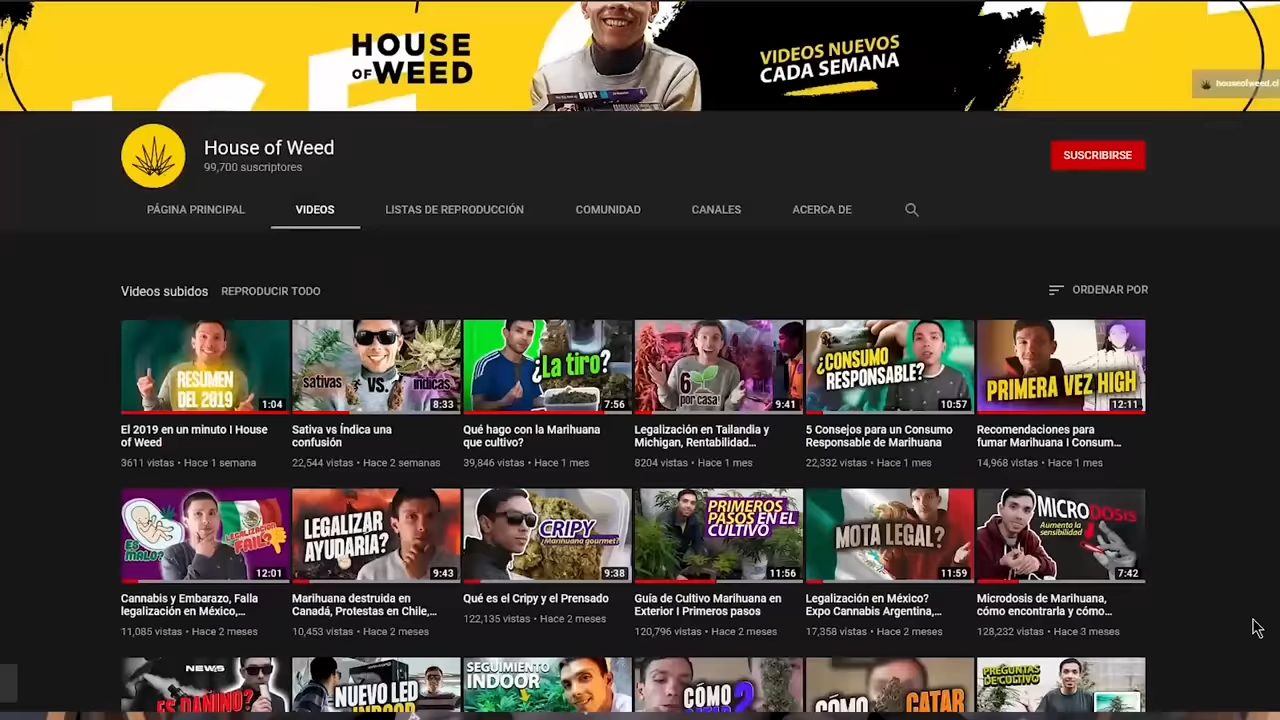 HOUSE
OF WEED
VIDEOS NUEVOS
CADA SEMANA
houseofweed.cl
House of Weed
99,700 suscriptores
SUSCRIBIRSE
PÁGINA PRINCIPAL VIDEOS LISTAS DE REPRODUCCIÓN COMUNIDAD CANALES ACERCA DE
Videos subidos REPRODUCIR TODO ORDENAR POR
RESUMEN
DEL 2019
1:04
sativas VS. indicas
8:33
¿La tiro?
7:56
6
por casa!
9:41
¿CONSUMO
RESPONSABLE?
10:57
PRIMERA VEZ HIGH
12:11
El 2019 en un minuto I House
of Weed
3611 vistas • Hace 1 semana
Sativa vs Índica una
confusión
22,544 vistas • Hace 2 semanas
Qué hago con la Marihuana
que cultivo?
39,846 vistas • Hace 1 mes
Legalización en Tailandia y
Michigan, Rentabilidad...
8204 vistas • Hace 1 mes
5 Consejos para un Consumo
Responsable de Marihuana
22,332 vistas • Hace 1 mes
Recomendaciones para
fumar Marihuana I Consum...
14,968 vistas • Hace 1 mes
ES
MALO?
LEGALIZACIÓN
FAIL?
12:01
LEGALIZAR
AYUDARÍA?
9:43
CRIPY
¿Marihuana gourmet?
9:38
PRIMEROS
PASOS EN EL
CULTIVO
11:56
MOTA LEGAL?
11:59
MICRODOSIS
Aumenta la
sensibilidad
7:42
Cannabis y Embarazo, Falla
legalización en México,...
11,085 vistas • Hace 2 meses
Marihuana destruida en
Canadá, Protestas en Chile,...
10,453 vistas • Hace 2 meses
Qué es el Cripy y el Prensado
122,135 vistas • Hace 2 meses
Guía de Cultivo Marihuana en
Exterior I Primeros pasos
120,796 vistas • Hace 2 meses
Legalización en México?
Expo Cannabis Argentina,...
17,358 vistas • Hace 2 meses
Microdosis de Marihuana,
cómo encontrarla y cómo...
128,232 vistas • Hace 3 meses
NEWS
ES DAÑINO?
NUEVO LED
INDOOR
SEGUIMIENTO
INDOOR
CÓMO
CATAR?
CÓMO CATAR
PREGUNTAS
DE CULTIVO